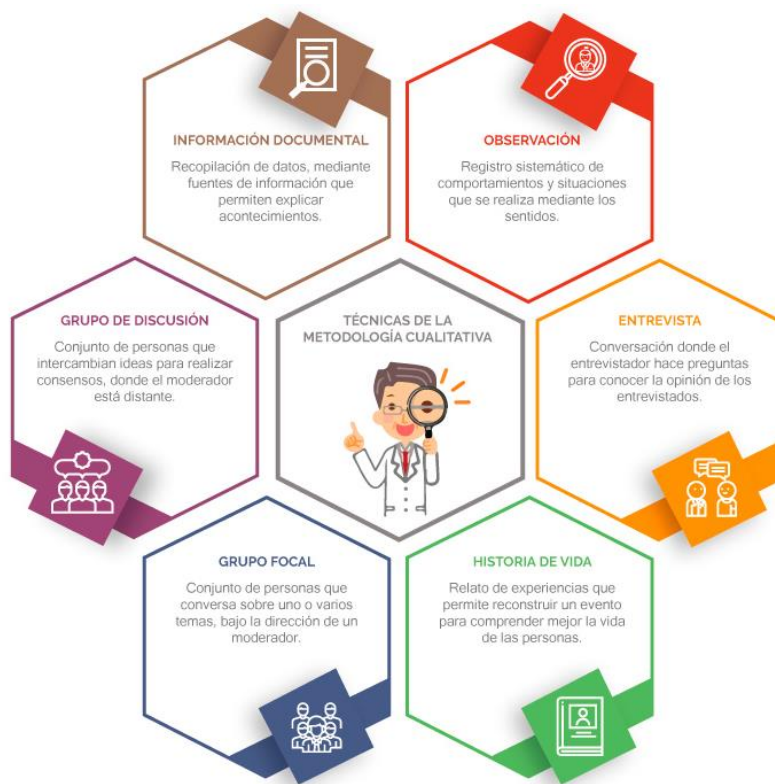 INFORMACIÓN DOCUMENTAL
Recopilación de datos, mediante
fuentes de información que
permiten explicar
acontecimientos.
OBSERVACIÓN
Registro sistemático de
comportamientos y situaciones
que se realiza mediante los
sentidos.
GRUPO DE DISCUSIÓN
Conjunto de personas que
intercambian ideas para realizar
consensos, donde el moderador
está distante.
TÉCNICAS DE LA
METODOLOGÍA CUALITATIVA
ENTREVISTA
Conversación donde el
entrevistador hace preguntas
para conocer la opinión de los
entrevistados.
GRUPO FOCAL
Conjunto de personas que
conversa sobre uno o varios
temas, bajo la dirección de un
moderador.
HISTORIA DE VIDA
Relato de experiencias que
permite reconstruir un evento
para comprender mejor la vida
de las personas.